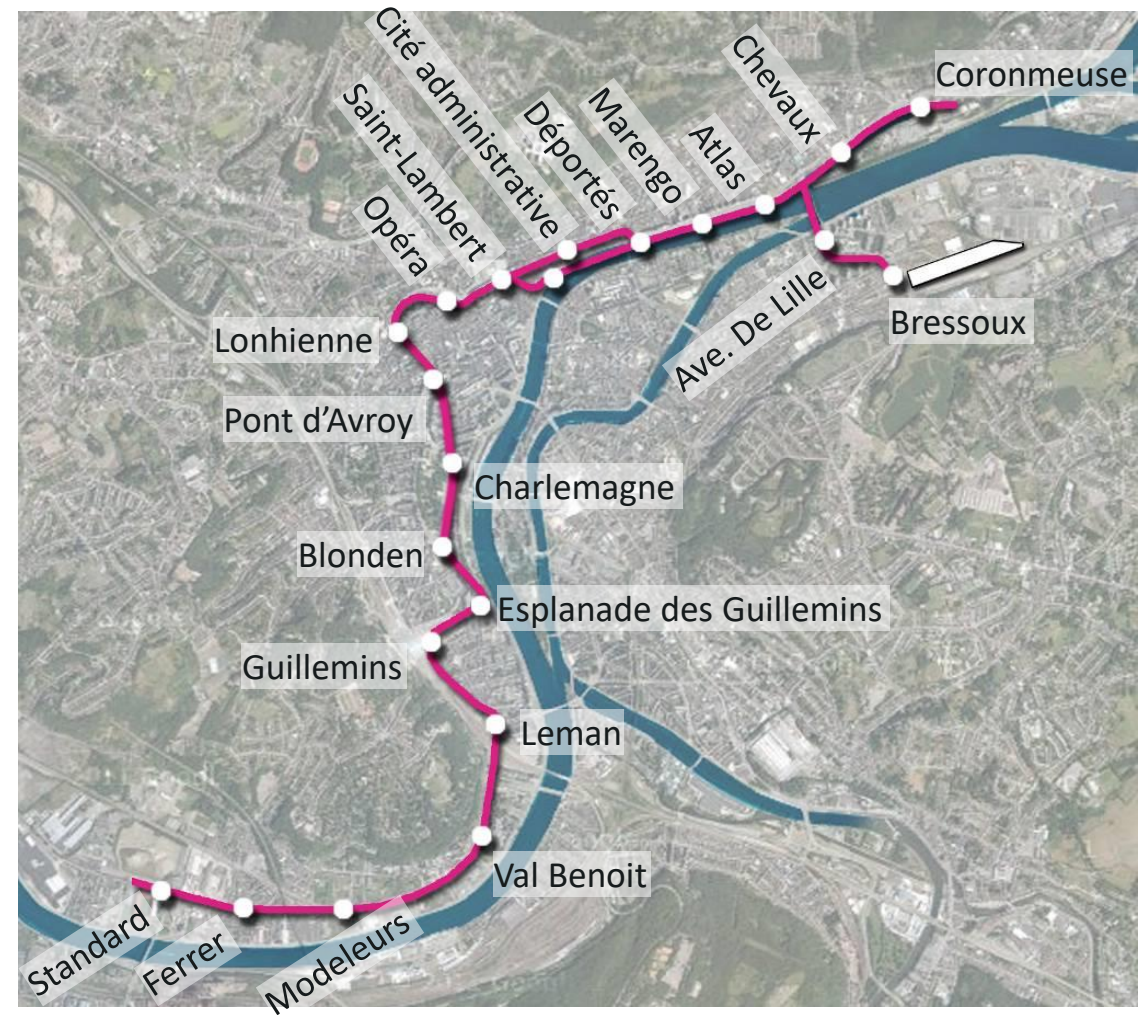 Coronmeuse
Chevaux
Cité administrative
Saint-Lambert
Déportés
Marengo
Atlas
Opéra
Ave. De Lille
Bressoux
Lonhienne
Pont d’Avroy
Charlemagne
Blonden
Esplanade des Guillemins
Guillemins
Leman
Val Benoit
Standard
Ferrer
Modeleurs